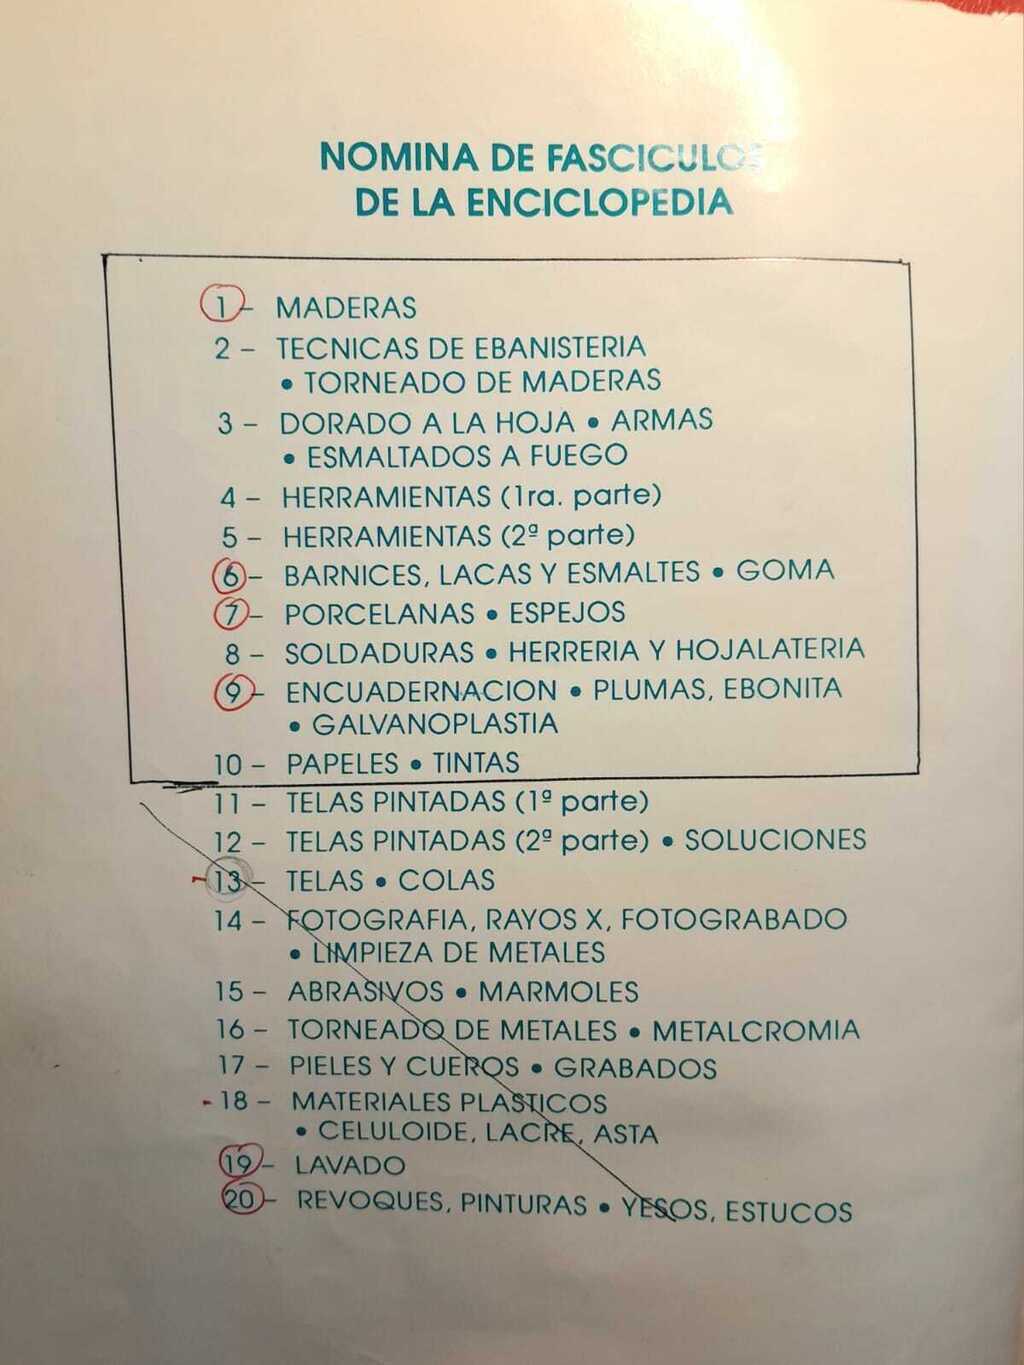 NOMINA DE FASCICULOS
DE LA ENCICLOPEDIA
1 - MADERAS
2 - TECNICAS DE EBANISTERIA
• TORNEADO DE MADERAS
3 - DORADO A LA HOJA • ARMAS
• ESMALTADOS A FUEGO
4 - HERRAMIENTAS (1ra. parte)
5 - HERRAMIENTAS (2ª parte)
6 - BARNICES, LACAS Y ESMALTES • GOMA
7 - PORCELANAS • ESPEJOS
8 - SOLDADURAS • HERRERIA Y HOJALATERIA
9 - ENCUADERNACION • PLUMAS, EBONITA
• GALVANOPLASTIA
10 - PAPELES • TINTAS
11 - TELAS PINTADAS (1ª parte)
12 - TELAS PINTADAS (2ª parte) • SOLUCIONES
13 - TELAS • COLAS
14 - FOTOGRAFIA, RAYOS X, FOTOGRABADO
• LIMPIEZA DE METALES
15 - ABRASIVOS • MARMOLES
16 - TORNEADO DE METALES • METALCROMIA
17 - PIELES Y CUEROS • GRABADOS
18 - MATERIALES PLASTICOS
• CELULOIDE, LACRE, ASTA
19 - LAVADO
20 - REVOQUES, PINTURAS • YESOS, ESTUCOS